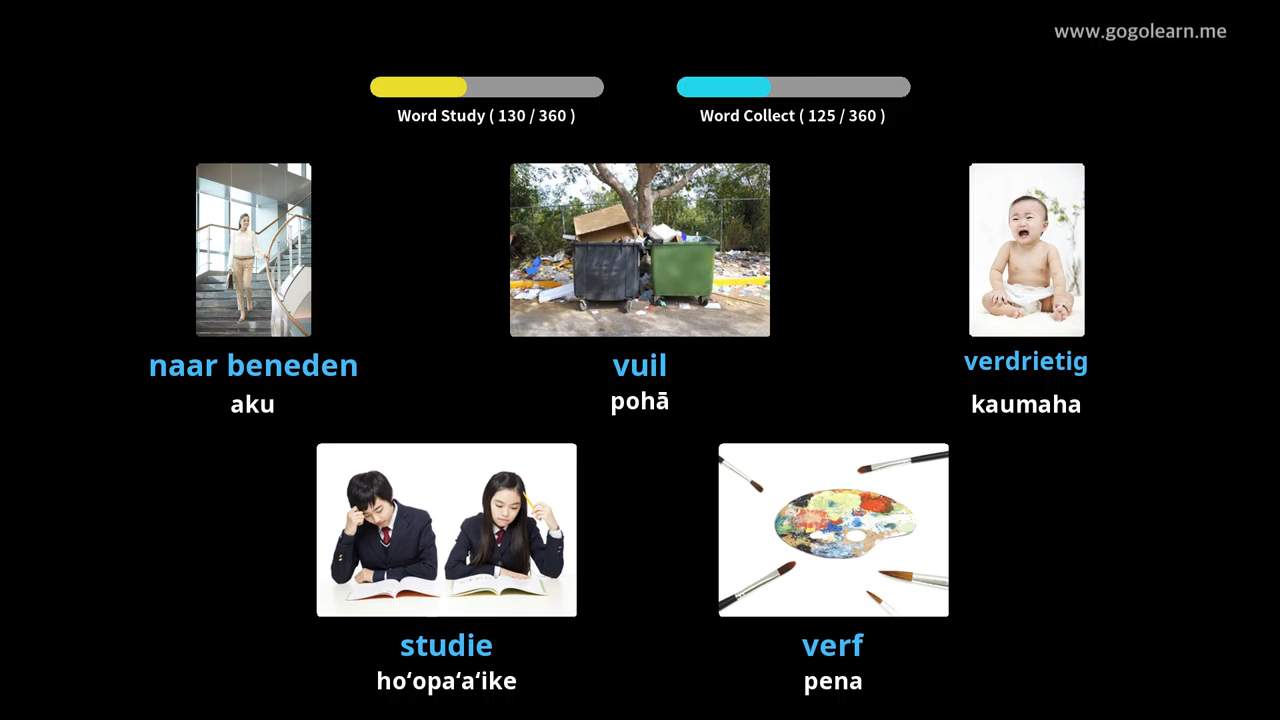 www.gogolearn.me
Word Study ( 130 / 360 )
Word Collect ( 125 / 360 )
naar beneden
aku
vuil
pohā
verdrietig
kaumaha
studie
hoʻopaʻaʻike
verf
pena